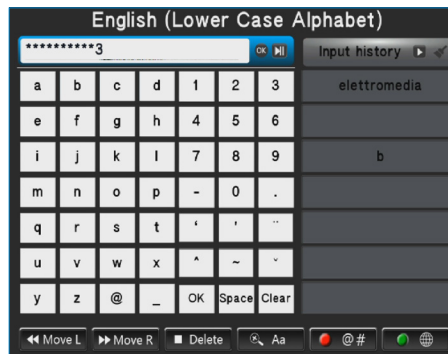 English (Lower Case Alphabet)
**********3 OK
Input history
a b c d 1 2 3
elettromedia
e f g h 4 5 6
i j k l 7 8 9
b
m n o p - 0 .
q r s t ‘ ' ¨
u v w x ^ ~ ˇ
y z @ _ OK Space Clear
Move L Move R Delete Aa @#